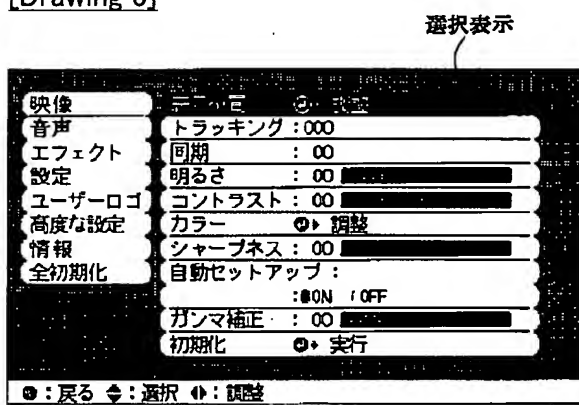 [Drawing 6]
選択表示
映像
音声
エフェクト
設定
ユーザーロゴ
高度な設定
情報
全初期化
トラッキング:000
同期 : 00
明るさ : 00
コントラスト: 00
カラー 調整
シャープネス: 00
自動セットアップ :
:●ON / OFF
ガンマ補正 : 00
初期化 実行
:戻る :選択 :調整